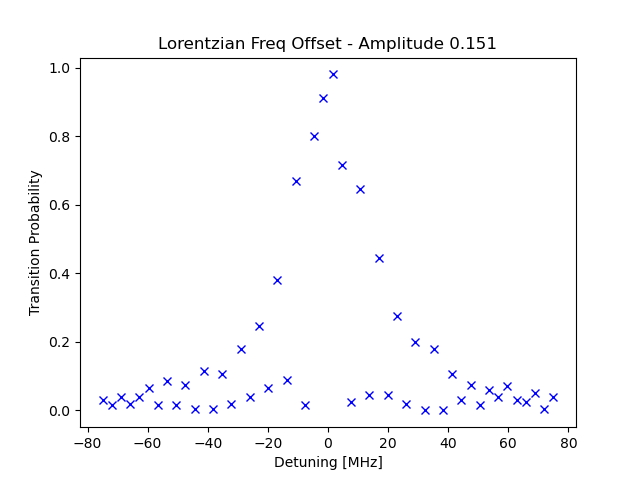 Lorentzian Freq Offset - Amplitude 0.151
1.0
0.8
0.6
0.4
0.2
0.0
Transition Probability
−80 −60 −40 −20 0 20 40 60 80
Detuning [MHz]